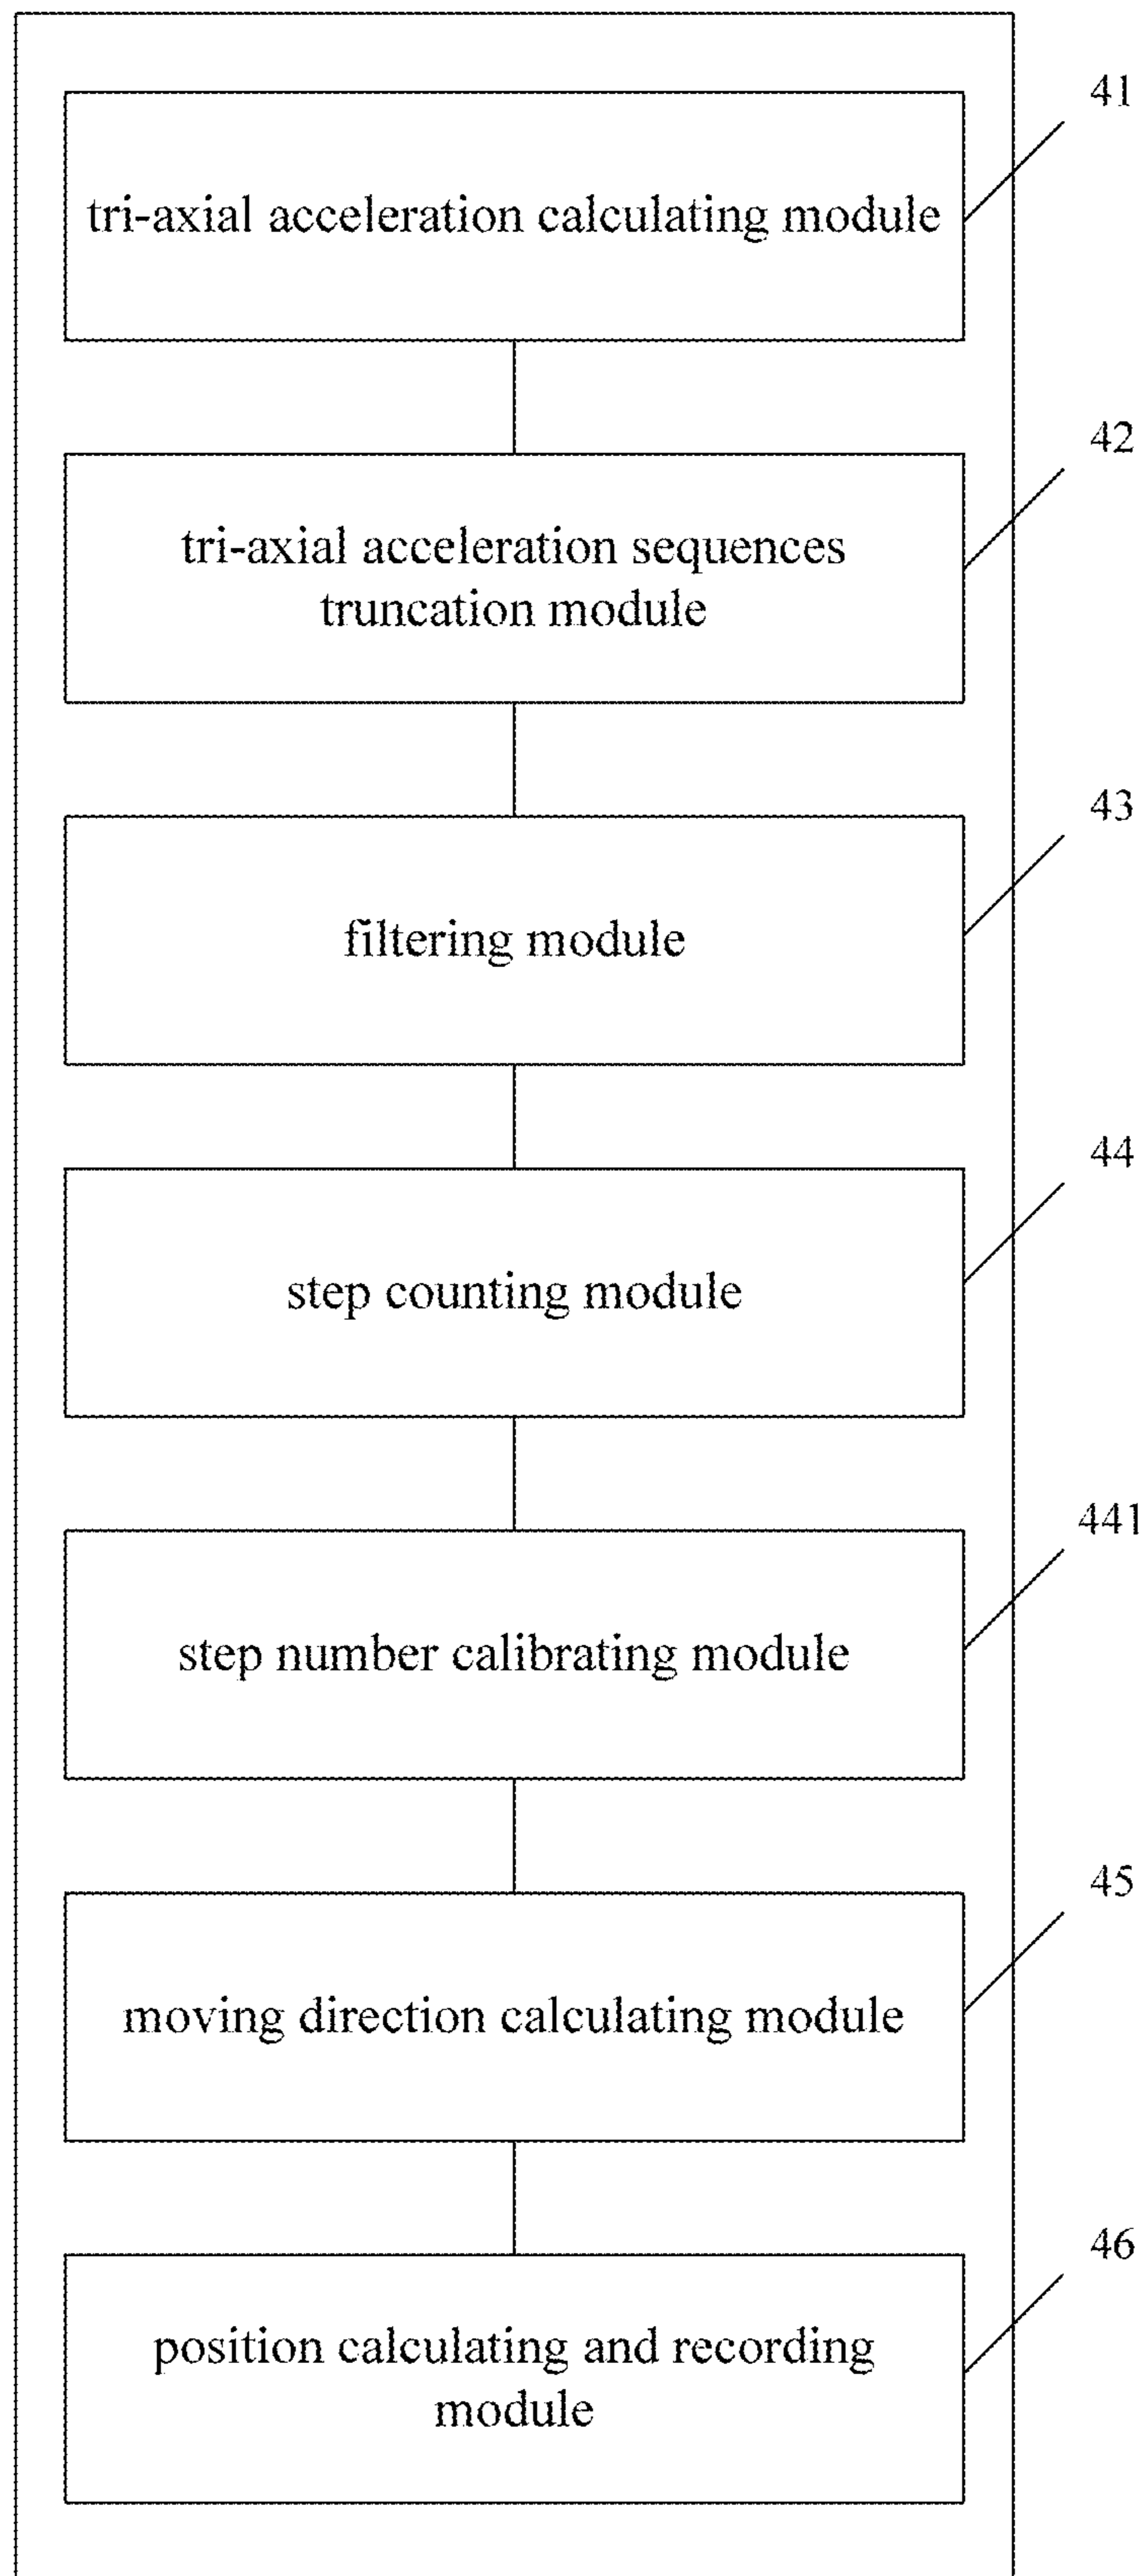 41
tri-axial acceleration calculating module
42
tri-axial acceleration sequences
truncation module
43
filtering module
44
step counting module
441
step number calibrating module
45
moving direction calculating module
46
position calculating and recording
module